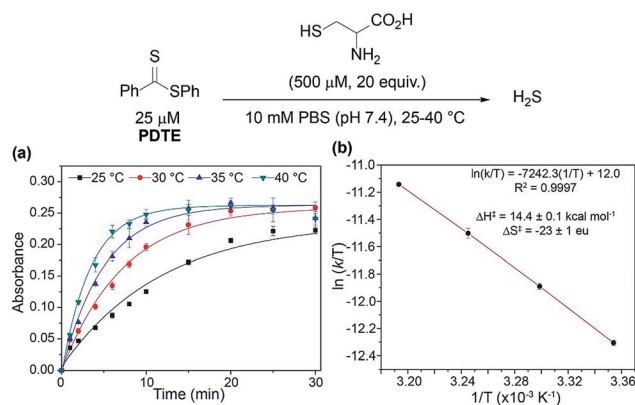 HS
CO₂H
NH₂
S
Ph
S
Ph
(500 µM, 20 equiv.)
H₂S
25 µM
10 mM PBS (pH 7.4), 25-40 °C
PDTE
(a)
25 °C 30 °C 35 °C 40 °C
0.30
0.25
0.20
0.15
0.10
0.05
0.00
Absorbance
0 10 20 30
Time (min)
(b)
ln(k/T) = -7242.3(1/T) + 12.0
R² = 0.9997
ΔH‡ = 14.4 ± 0.1 kcal mol⁻¹
ΔS‡ = -23 ± 1 eu
-11.0
-11.2
-11.4
-11.6
-11.8
-12.0
-12.2
-12.4
ln (k/T)
3.20 3.24 3.28 3.32 3.36
1/T (x10⁻³ K⁻¹)